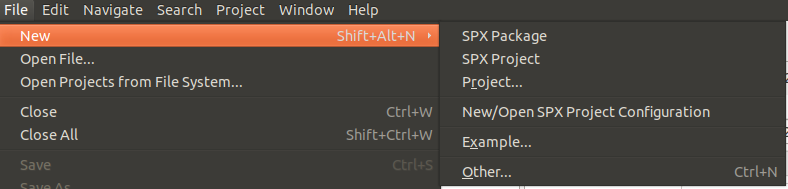 File Edit Navigate Search Project Window Help
New Shift+Alt+N
Open File...
Open Projects from File System...
Close Ctrl+W
Close All Shift+Ctrl+W
Save Ctrl+S
Save As
SPX Package
SPX Project
Project...
New/Open SPX Project Configuration
Example...
Other... Ctrl+N